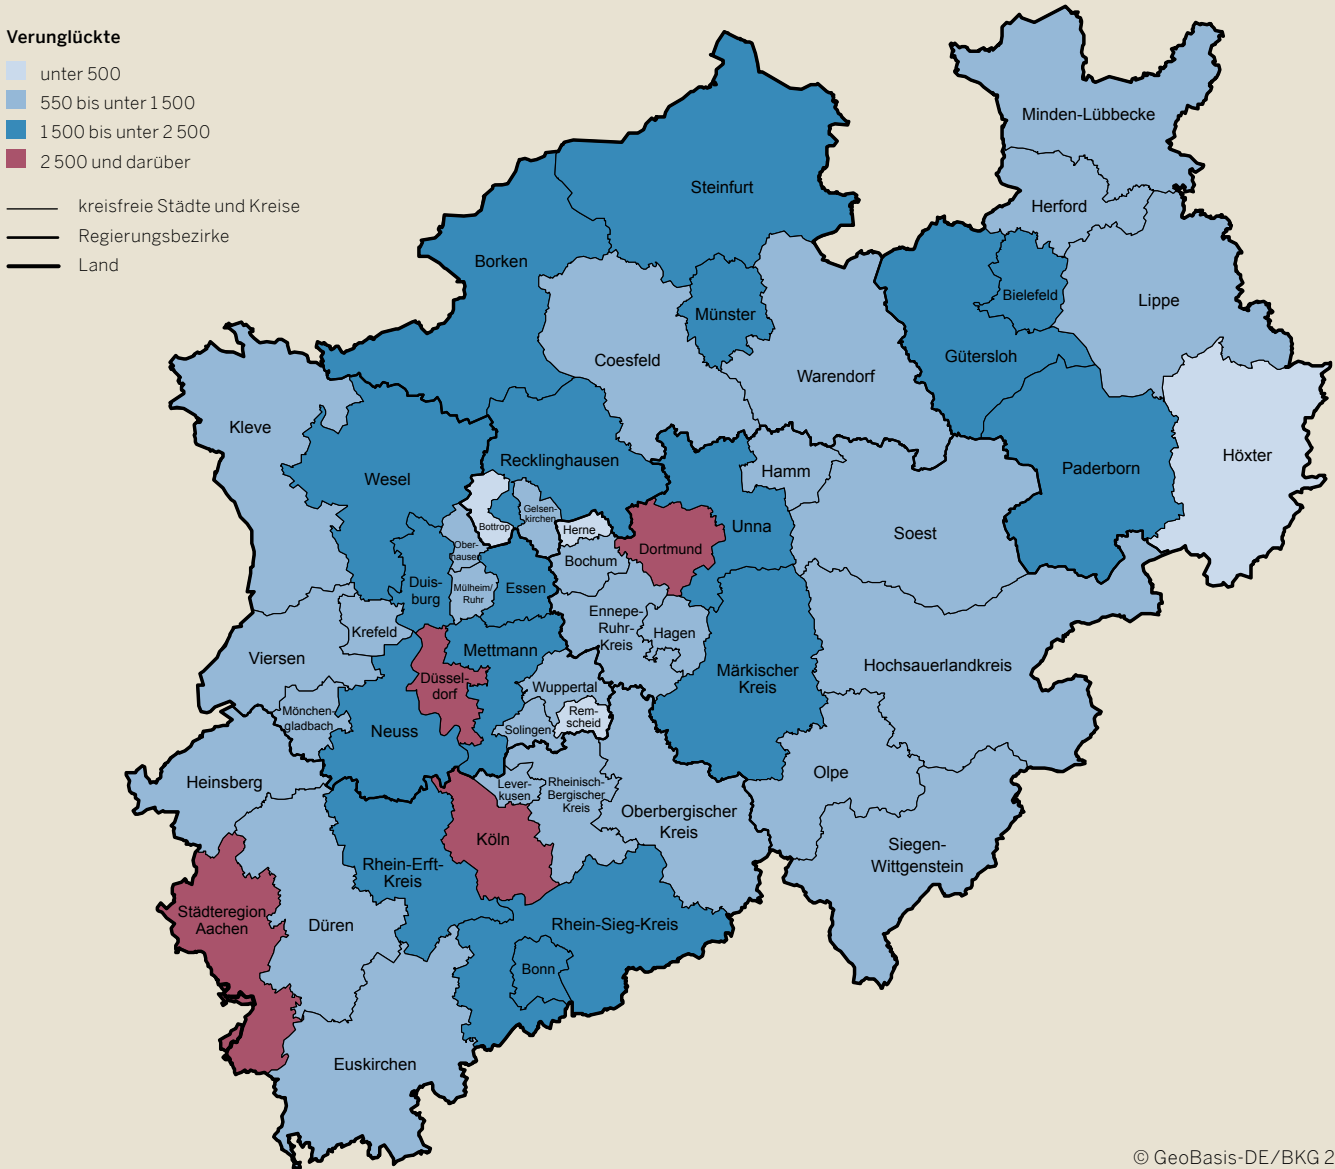 Verunglückte
unter 500
550 bis unter 1 500
1 500 bis unter 2 500
2 500 und darüber
kreisfreie Städte und Kreise
Regierungsbezirke
Land
Minden-Lübbecke
Steinfurt
Herford
Borken
Bielefeld
Lippe
Münster
Gütersloh
Coesfeld
Warendorf
Kleve
Höxter
Recklinghausen
Paderborn
Hamm
Wesel
Gelsen-
kirchen
Bottrop
Herne
Unna
Soest
Dortmund
Ober-
hausen
Bochum
Duis-
burg
Mülheim/
Ruhr
Essen
Ennepe-
Ruhr-
Kreis
Krefeld
Hagen
Mettmann
Viersen
Hochsauerlandkreis
Märkischer
Kreis
Düssel-
dorf
Wuppertal
Mönchen-
gladbach
Rem-
scheid
Neuss
Solingen
Olpe
Heinsberg
Lever-
kusen
Rheinisch-
Bergischer
Kreis
Oberbergischer
Kreis
Köln
Siegen-
Wittgenstein
Rhein-Erft-
Kreis
Städteregion
Aachen
Düren
Rhein-Sieg-Kreis
Bonn
Euskirchen
© GeoBasis-DE/BKG 2